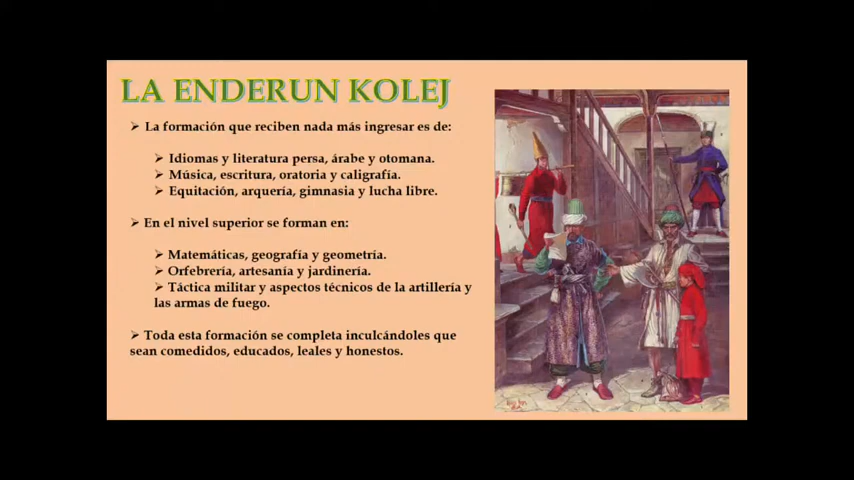 LA ENDERUN KOLEJ
➢ La formación que reciben nada más ingresar es de:
➢ Idiomas y literatura persa, árabe y otomana.
➢ Música, escritura, oratoria y caligrafía.
➢ Equitación, arquería, gimnasia y lucha libre.
➢ En el nivel superior se forman en:
➢ Matemáticas, geografía y geometría.
➢ Orfebrería, artesanía y jardinería.
➢ Táctica militar y aspectos técnicos de la artillería y
las armas de fuego.
➢ Toda esta formación se completa inculcándoles que
sean comedidos, educados, leales y honestos.